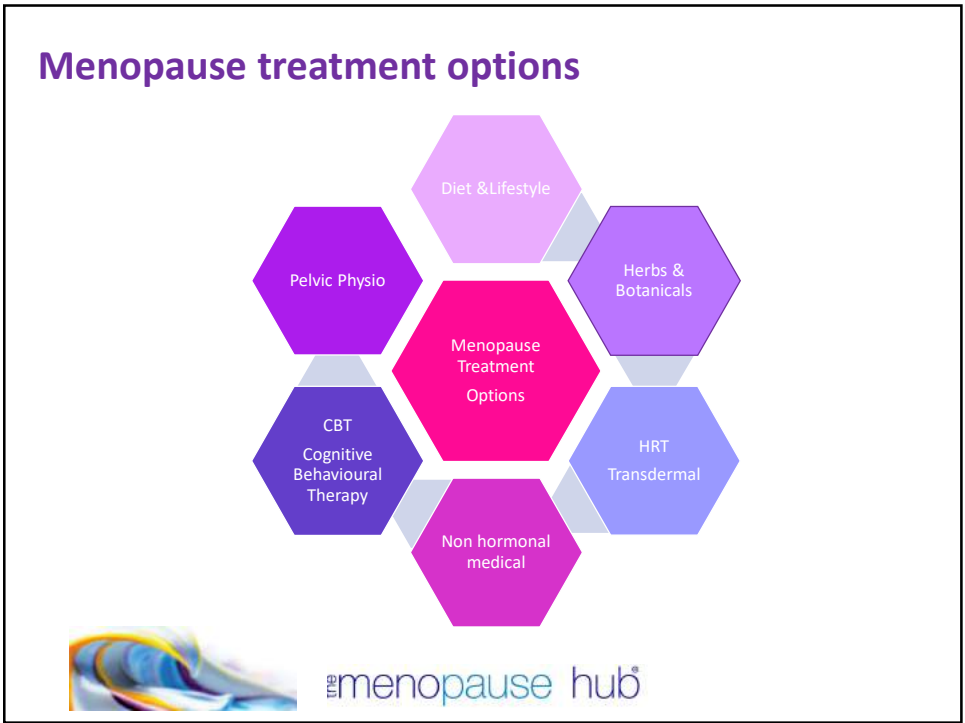 Menopause treatment options
Diet &Lifestyle
Herbs &
Botanicals
HRT
Transdermal
Non hormonal
medical
CBT
Cognitive
Behavioural
Therapy
Pelvic Physio
Menopause
Treatment
Options
the menopause hub